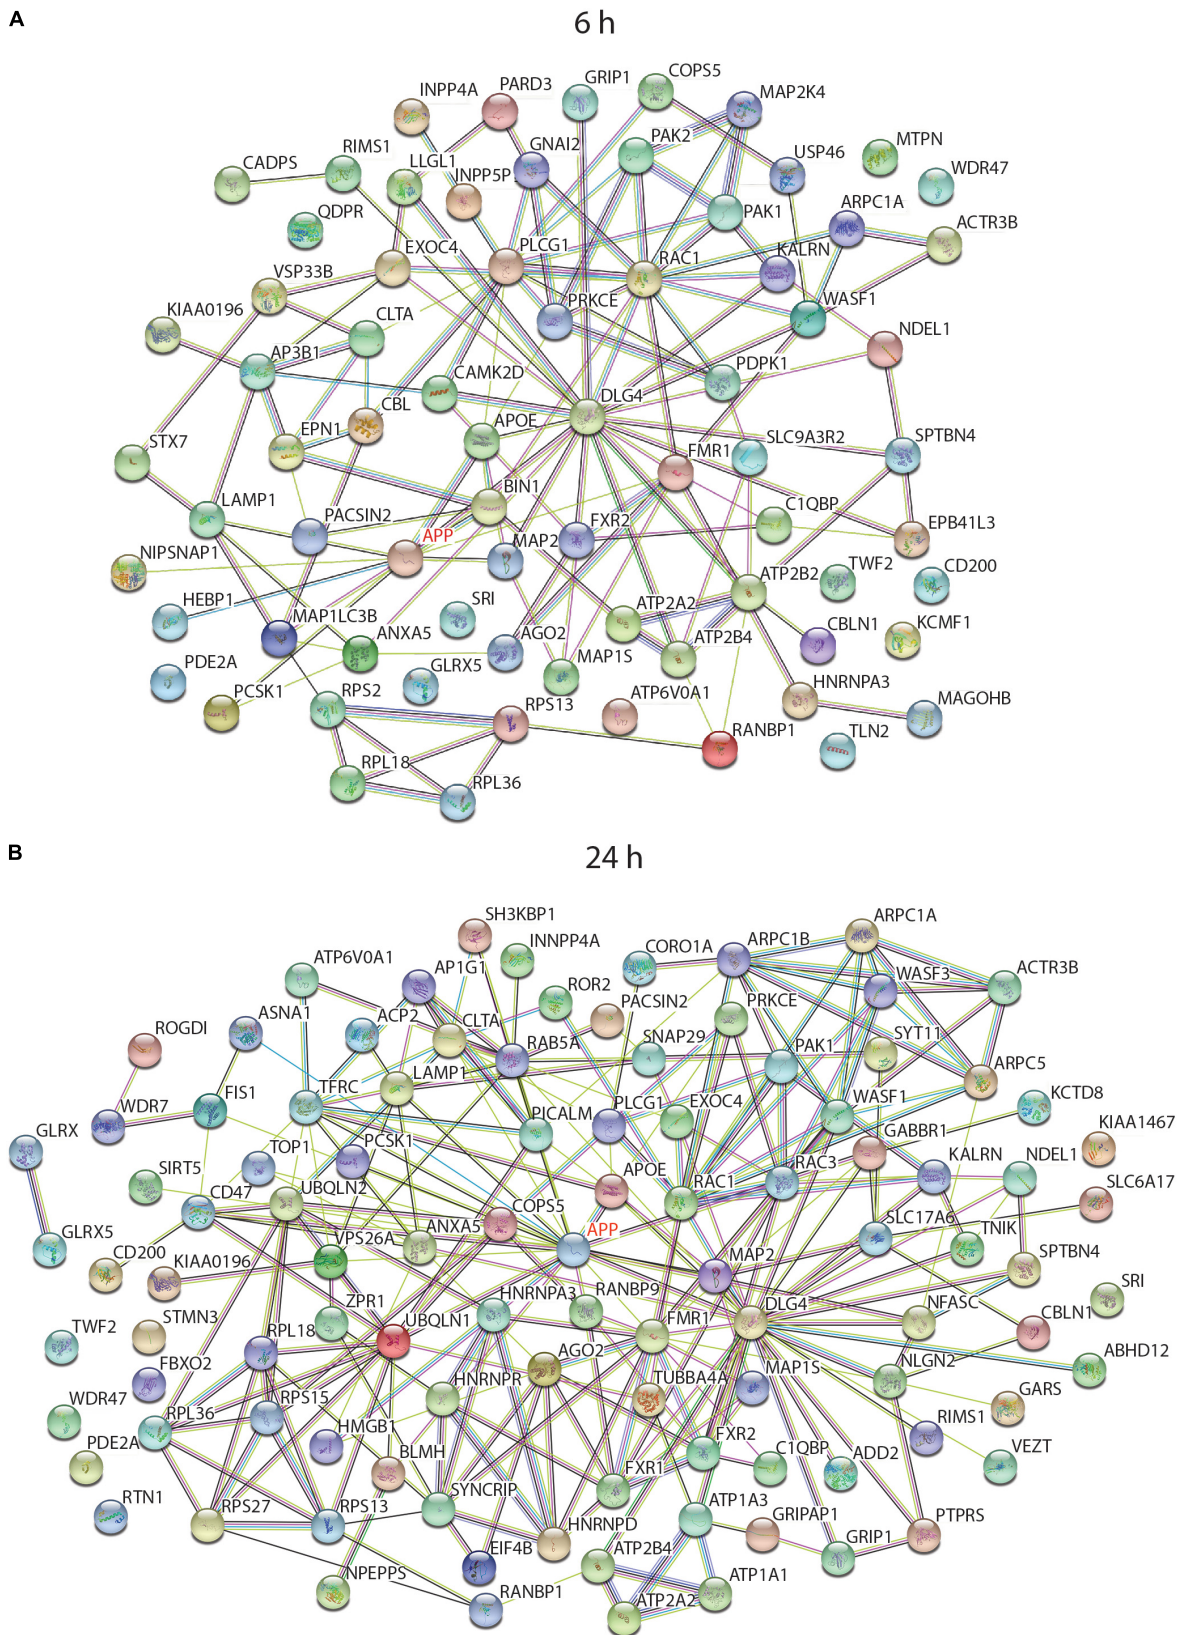 A
6 h
COPS5
GRIP1
PARD3
INPP4A
MAP2K4
PAK2
GNAI2
RIMS1
LLGL1
USP46
MTPN
CADPS
INPP5P
WDR47
QDPR
PAK1
ARPC1A
ACTR3B
EXOC4
PLCG1
RAC1
KALRN
VSP33B
PRKCE
WASF1
KIAA0196
CLTA
NDEL1
AP3B1
CAMK2D
PDPK1
DLG4
CBL
APOE
EPN1
STX7
FMR1
SLC9A3R2
SPTBN4
BIN1
LAMP1
PACSIN2
C1QBP
FXR2
EPB41L3
APP
MAP2
NIPSNAP1
ATP2B2
TWF2
CD200
HEBP1
SRI
MAP1LC3B
ATP2A2
ANXA5
AGO2
ATP2B4
CBLN1
KCMF1
PDE2A
GLRX5
MAP1S
PCSK1
RPS2
ATP6V0A1
HNRNPA3
MAGOHB
RPS13
RANBP1
TLN2
RPL18
RPL36
B
24 h
SH3KBP1
ARPC1A
INNPP4A
ATP6V0A1
CORO1A
ARPC1B
AP1G1
WASF3
ACTR3B
ROR2
PACSIN2
PRKCE
ASNA1
ACP2
CLTA
ROGDI
RAB5A
SNAP29
PAK1
SYT11
LAMP1
ARPC5
TFRC
FIS1
WDR7
PICALM
PLCG1
EXOC4
WASF1
KCTD8
KIAA1467
GLRX
TOP1
PCSK1
GABBR1
SIRT5
APOE
RAC1
RAC3
KALRN
NDEL1
UBQLN2
CD47
COPS5
SLC6A17
ANXA5
APP
SLC17A6
TNIK
GLRX5
VPS26A
CD200
KIAA0196
MAP2
SPTBN4
HNRNPA3
RANBP9
SRI
ZPR1
DLG4
NFASC
STMN3
UBQLN1
FMR1
CBLN1
TWF2
RPL18
AGO2
MAP1S
NLGN2
ABHD12
FBXO2
HNRNPR
TUBBA4A
WDR47
RPS15
GARS
RPL36
HMGB1
RIMS1
PDE2A
BLMH
FXR2
C1QBP
ADD2
VEZT
FXR1
RTN1
SYNCRIP
RPS27
RPS13
ATP1A3
GRIPAP1
PTPRS
HNRNPD
EIF4B
ATP2B4
GRIP1
NPEPPS
RANBP1
ATP1A1
ATP2A2